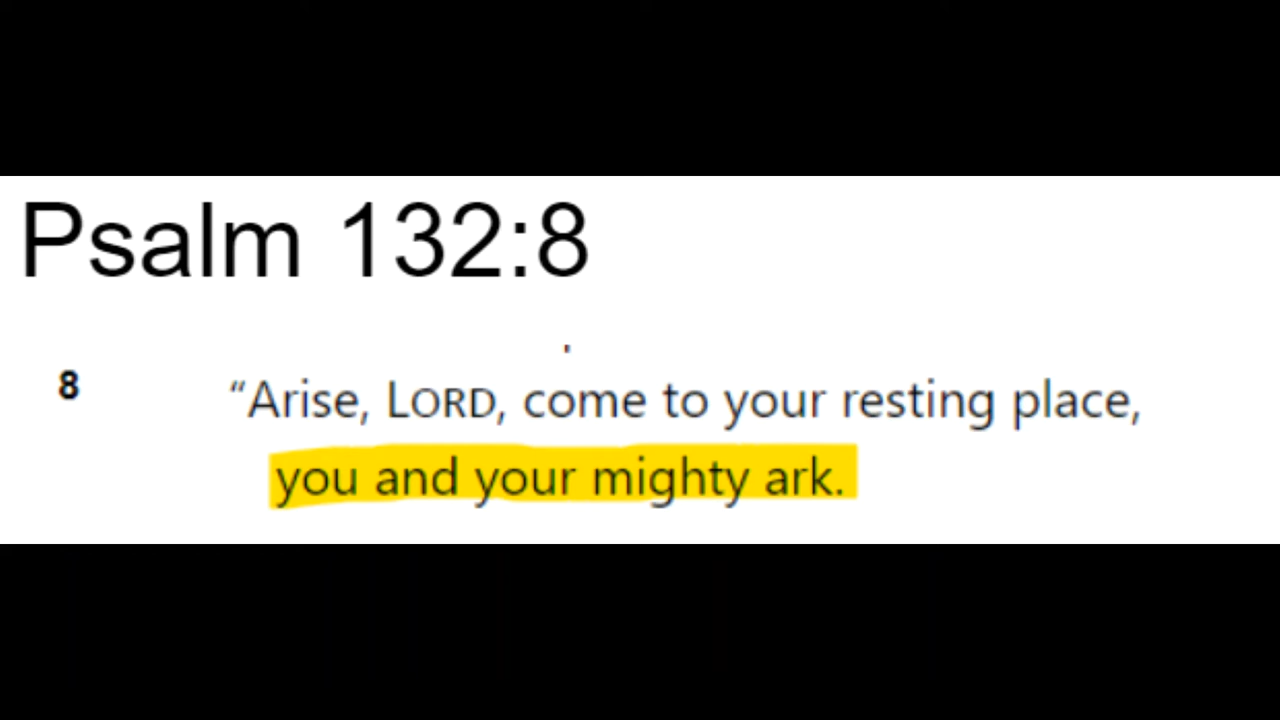 Psalm 132:8
8 “Arise, LORD, come to your resting place,
you and your mighty ark.